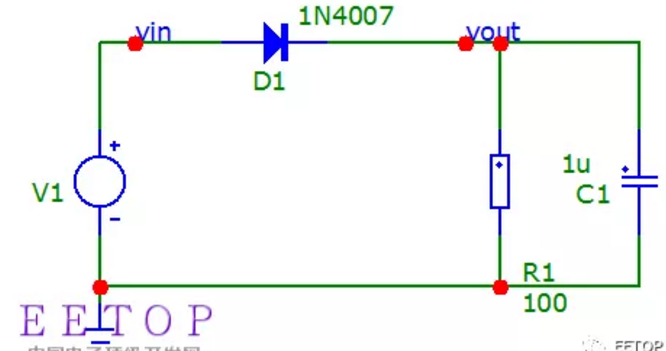 1N4007
vin
vout
D1
+
1u
C1
V1
-
R1
100
EETOP
EETOP